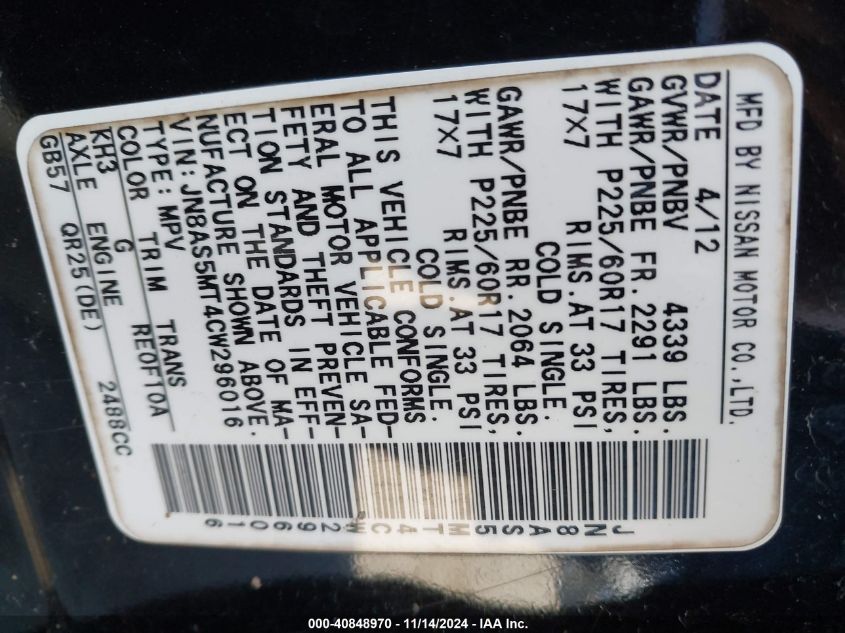 MFD BY NISSAN MOTOR CO.,LTD.
DATE 4/12
GVWR/PNBV 4339 LBS.
GAWR/PNBE FR. 2291 LBS.
WITH P225/60R17 TIRES,
17X7 RIMS.AT 33 PSI
COLD SINGLE.
GAWR/PNBE RR. 2064 LBS.
WITH P225/60R17 TIRES,
17X7 RIMS.AT 33 PSI
COLD SINGLE.
THIS VEHICLE CONFORMS
TO ALL APPLICABLE FED-
ERAL MOTOR VEHICLE SA-
FETY AND THEFT PREVEN-
TION STANDARDS IN EFF-
ECT ON THE DATE OF MA-
NUFACTURE SHOWN ABOVE.
VIN: JN8AS5MT4CW296016
TYPE: MPV
COLOR TRIM TRANS
KH3 G RE0F10A
AXLE ENGINE
GB57 QR25(DE) 2488CC
JN8AS5MT4CW296016
000-40848970 - 11/14/2024 - IAA Inc.